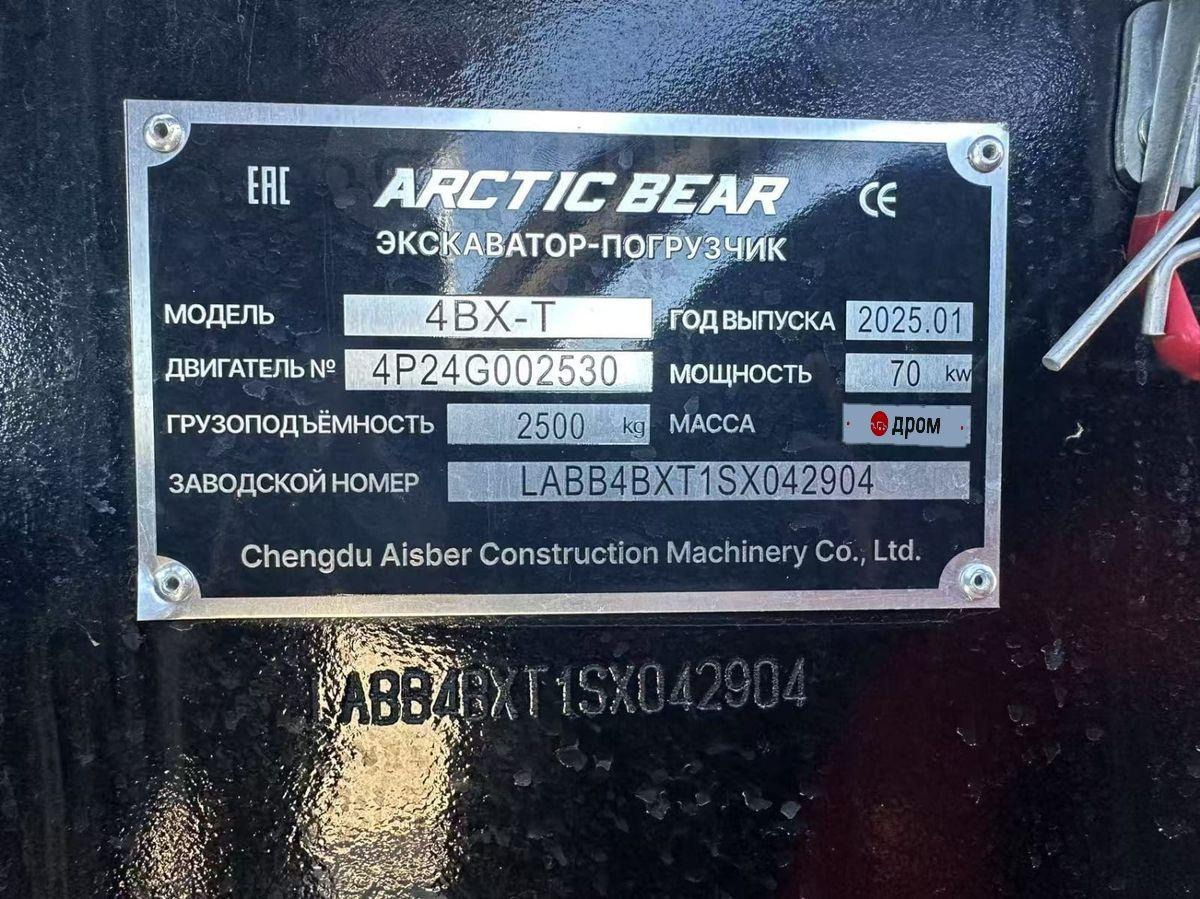 EAC ARCTIC BEAR CE
ЭКСКАВАТОР-ПОГРУЗЧИК
МОДЕЛЬ 4BX-T ГОД ВЫПУСКА 2025.01
ДВИГАТЕЛЬ № 4P24G002530 МОЩНОСТЬ 70 kw
ГРУЗОПОДЪЁМНОСТЬ 2500 kg МАССА дром
ЗАВОДСКОЙ НОМЕР LABB4BXT1SX042904
Chengdu Aisber Construction Machinery Co., Ltd.
LABB4BXT1SX042904